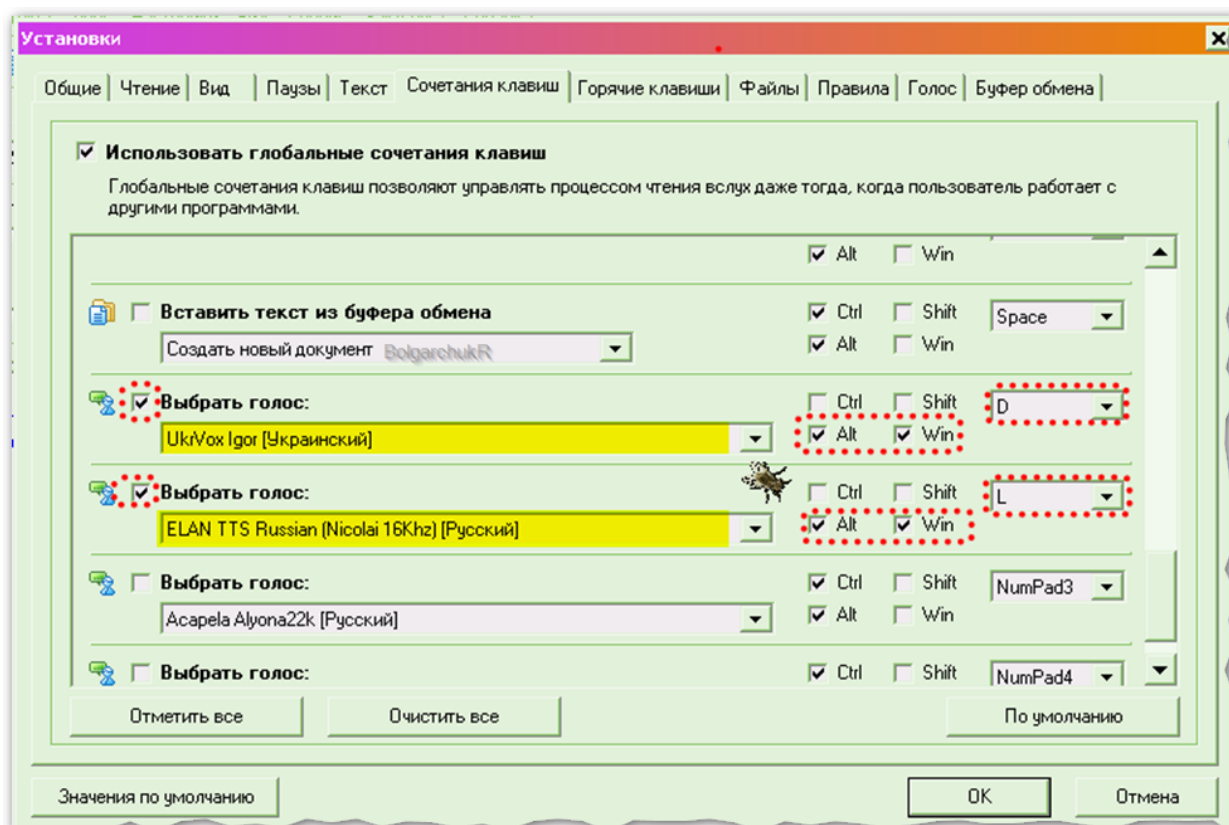 Установки
Общие Чтение Вид Паузы Текст Сочетания клавиш Горячие клавиши Файлы Правила Голос Буфер обмена
Использовать глобальные сочетания клавиш
Глобальные сочетания клавиш позволяют управлять процессом чтения вслух даже тогда, когда пользователь работает с
другими программами.
Alt Win
Вставить текст из буфера обмена Ctrl Shift Space
Создать новый документ BolgarchukR Alt Win
Выбрать голос: Ctrl Shift D
UkrVox Igor [Украинский] Alt Win
Выбрать голос: Ctrl Shift L
ELAN TTS Russian (Nicolai 16Khz) [Русский] Alt Win
Выбрать голос: Ctrl Shift NumPad3
Acapela Alyona22k [Русский] Alt Win
Выбрать голос: Ctrl Shift NumPad4
Отметить все Очистить все По умолчанию
Значения по умолчанию OK Отмена